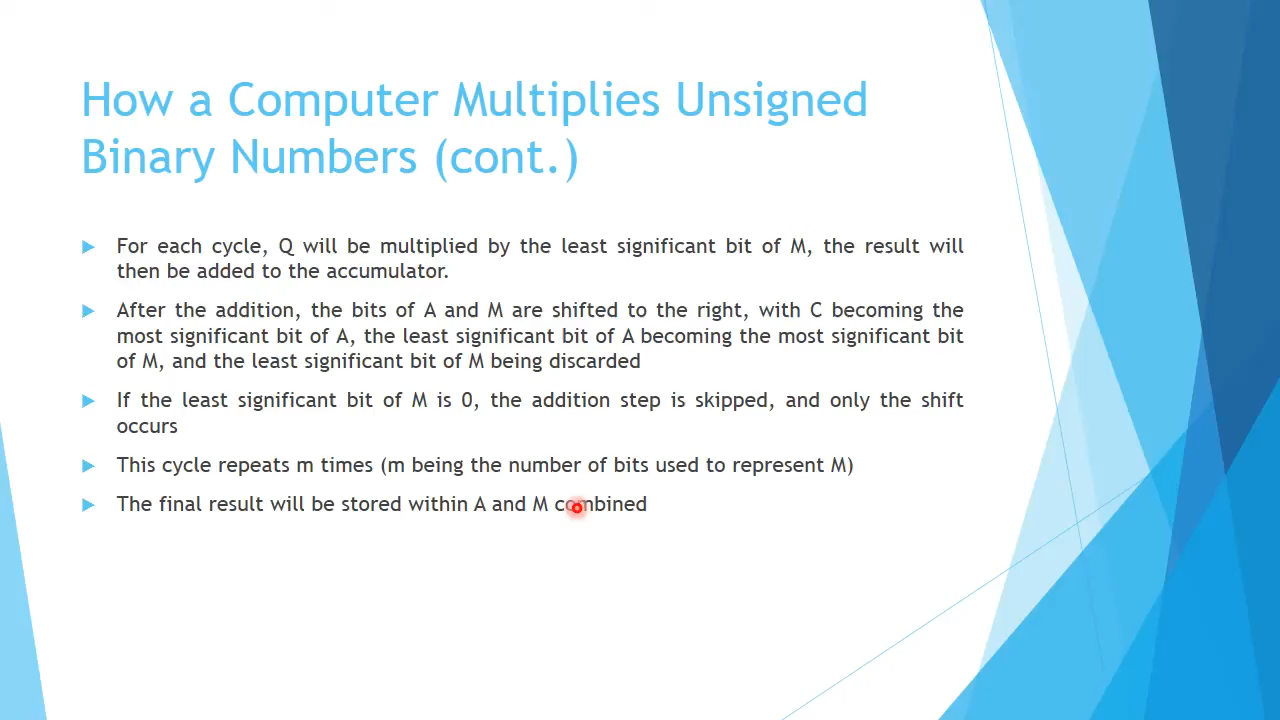 How a Computer Multiplies Unsigned
Binary Numbers (cont.)
For each cycle, Q will be multiplied by the least significant bit of M, the result will
then be added to the accumulator.
After the addition, the bits of A and M are shifted to the right, with C becoming the
most significant bit of A, the least significant bit of A becoming the most significant bit
of M, and the least significant bit of M being discarded
If the least significant bit of M is 0, the addition step is skipped, and only the shift
occurs
This cycle repeats m times (m being the number of bits used to represent M)
The final result will be stored within A and M combined